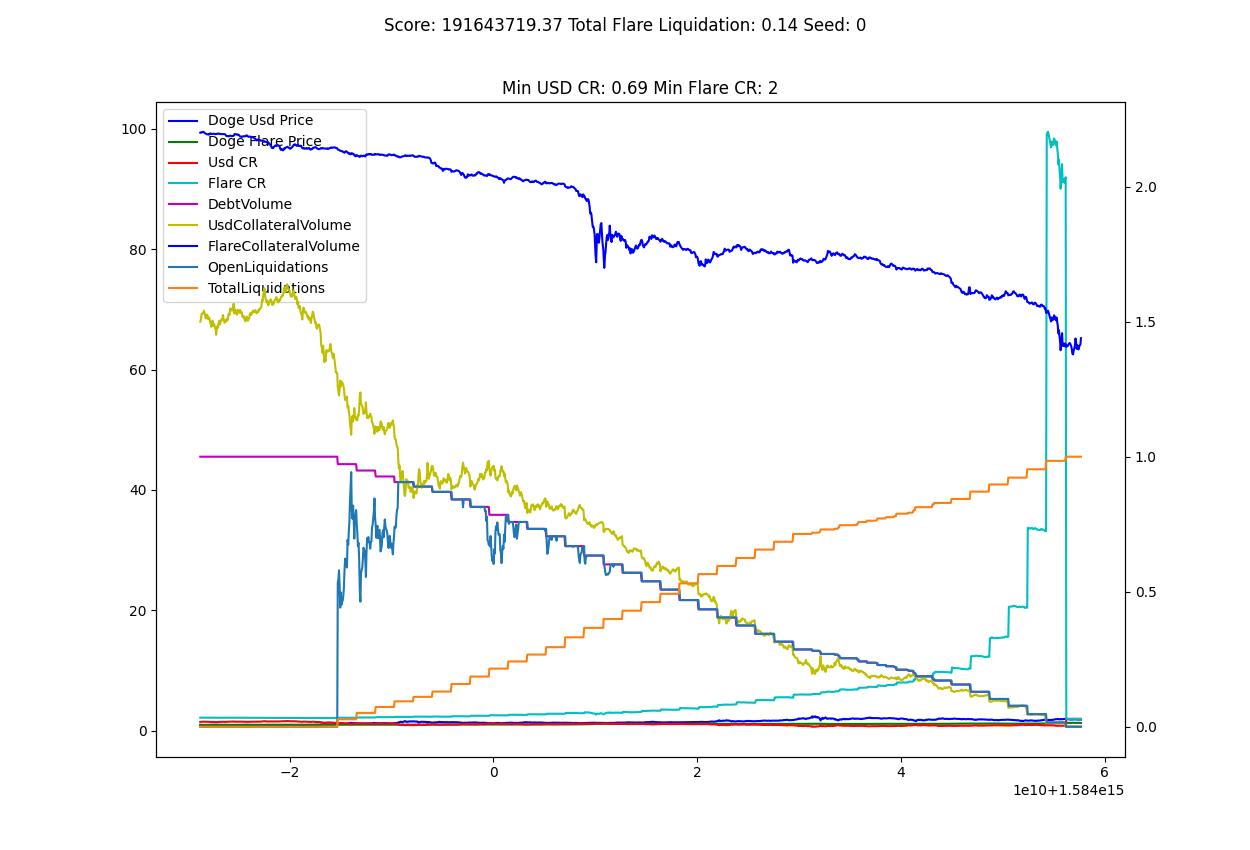 Score: 191643719.37 Total Flare Liquidation: 0.14 Seed: 0
Min USD CR: 0.69 Min Flare CR: 2
Doge Usd Price
Doge Flare Price
Usd CR
Flare CR
DebtVolume
UsdCollateralVolume
FlareCollateralVolume
OpenLiquidations
TotalLiquidations
100
80
60
40
20
0
2.0
1.5
1.0
0.5
0.0
−2
0
2
4
6
1e10+1.584e15